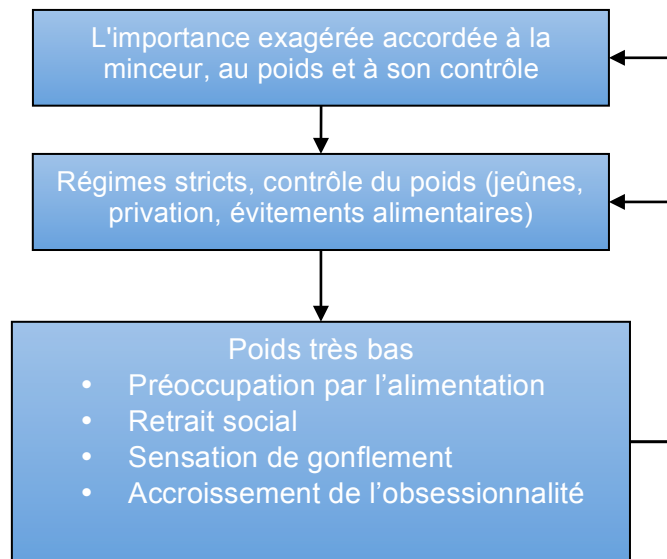 L'importance exagérée accordée à la
minceur, au poids et à son contrôle
Régimes stricts, contrôle du poids (jeûnes,
privation, évitements alimentaires)
Poids très bas
• Préoccupation par l’alimentation
• Retrait social
• Sensation de gonflement
• Accroissement de l’obsessionnalité